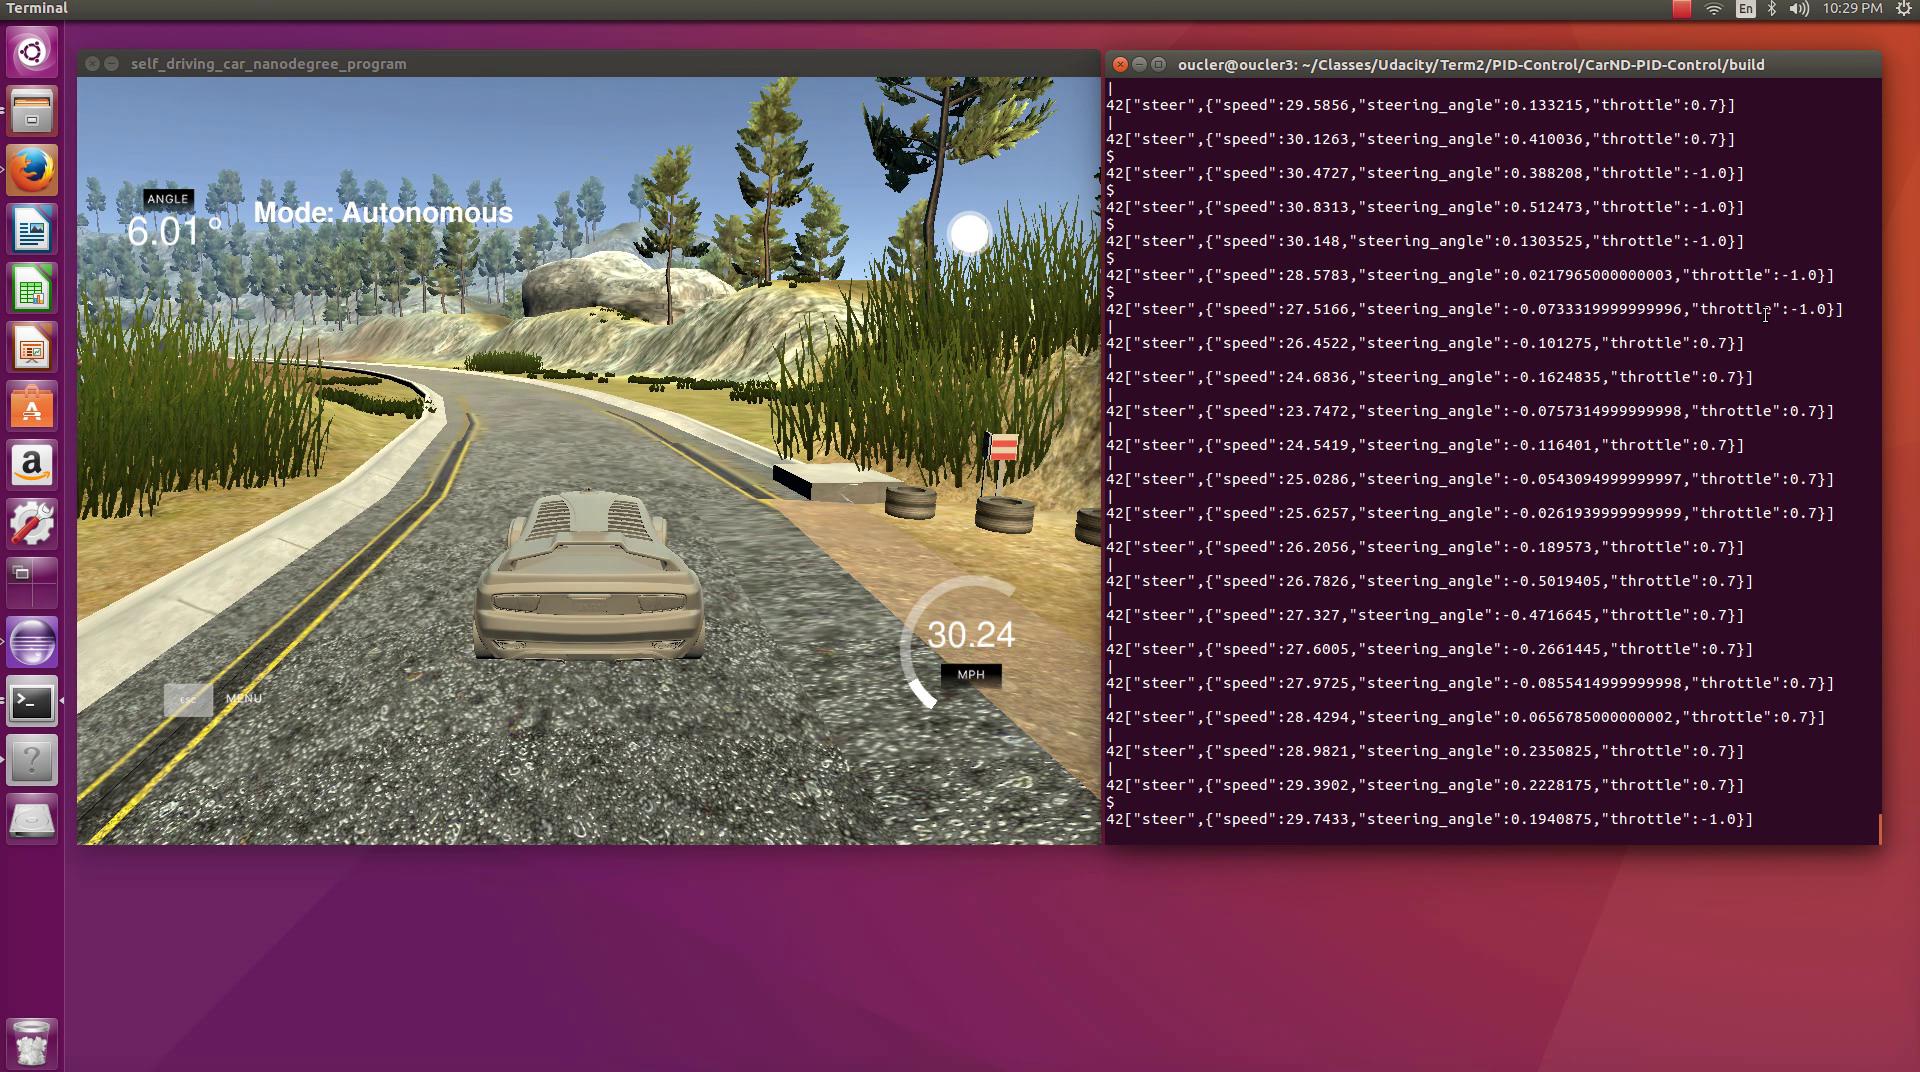 Terminal
En
10:29 PM
self_driving_car_nanodegree_program
ANGLE
6.01°
Mode: Autonomous
30.24
MPH
ESC
MENU
a
>_
?
oucler@oucler3: ~/Classes/Udacity/Term2/PID-Control/CarND-PID-Control/build
|
42["steer",{"speed":29.5856,"steering_angle":0.133215,"throttle":0.7}]
|
42["steer",{"speed":30.1263,"steering_angle":0.410036,"throttle":0.7}]
$
42["steer",{"speed":30.4727,"steering_angle":0.388208,"throttle":-1.0}]
$
42["steer",{"speed":30.8313,"steering_angle":0.512473,"throttle":-1.0}]
$
42["steer",{"speed":30.148,"steering_angle":0.1303525,"throttle":-1.0}]
$
42["steer",{"speed":28.5783,"steering_angle":0.0217965000000003,"throttle":-1.0}]
$
42["steer",{"speed":27.5166,"steering_angle":-0.0733319999999996,"throttle":-1.0}]
|
42["steer",{"speed":26.4522,"steering_angle":-0.101275,"throttle":0.7}]
|
42["steer",{"speed":24.6836,"steering_angle":-0.1624835,"throttle":0.7}]
|
42["steer",{"speed":23.7472,"steering_angle":-0.0757314999999998,"throttle":0.7}]
|
42["steer",{"speed":24.5419,"steering_angle":-0.116401,"throttle":0.7}]
|
42["steer",{"speed":25.0286,"steering_angle":-0.0543094999999997,"throttle":0.7}]
|
42["steer",{"speed":25.6257,"steering_angle":-0.0261939999999999,"throttle":0.7}]
|
42["steer",{"speed":26.2056,"steering_angle":-0.189573,"throttle":0.7}]
|
42["steer",{"speed":26.7826,"steering_angle":-0.5019405,"throttle":0.7}]
|
42["steer",{"speed":27.327,"steering_angle":-0.4716645,"throttle":0.7}]
|
42["steer",{"speed":27.6005,"steering_angle":-0.2661445,"throttle":0.7}]
|
42["steer",{"speed":27.9725,"steering_angle":-0.0855414999999998,"throttle":0.7}]
|
42["steer",{"speed":28.4294,"steering_angle":0.0656785000000002,"throttle":0.7}]
|
42["steer",{"speed":28.9821,"steering_angle":0.2350825,"throttle":0.7}]
|
42["steer",{"speed":29.3902,"steering_angle":0.2228175,"throttle":0.7}]
$
42["steer",{"speed":29.7433,"steering_angle":0.1940875,"throttle":-1.0}]